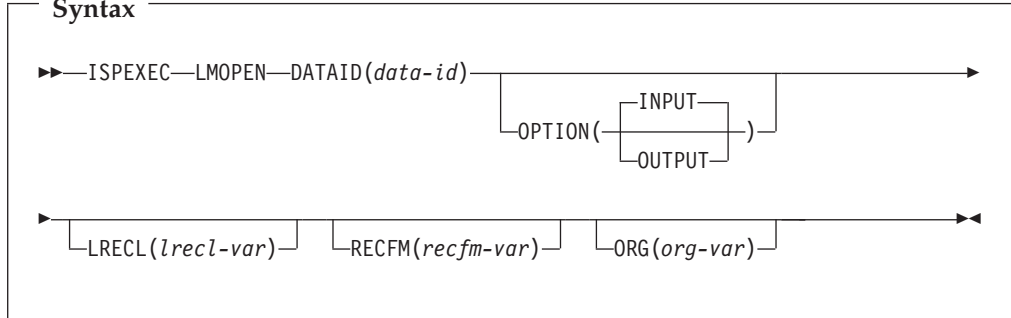 Syntax
ISPEXEC LMOPEN DATAID(data-id)
INPUT
OPTION( )
OUTPUT
LRECL(lrecl-var) RECFM(recfm-var) ORG(org-var)